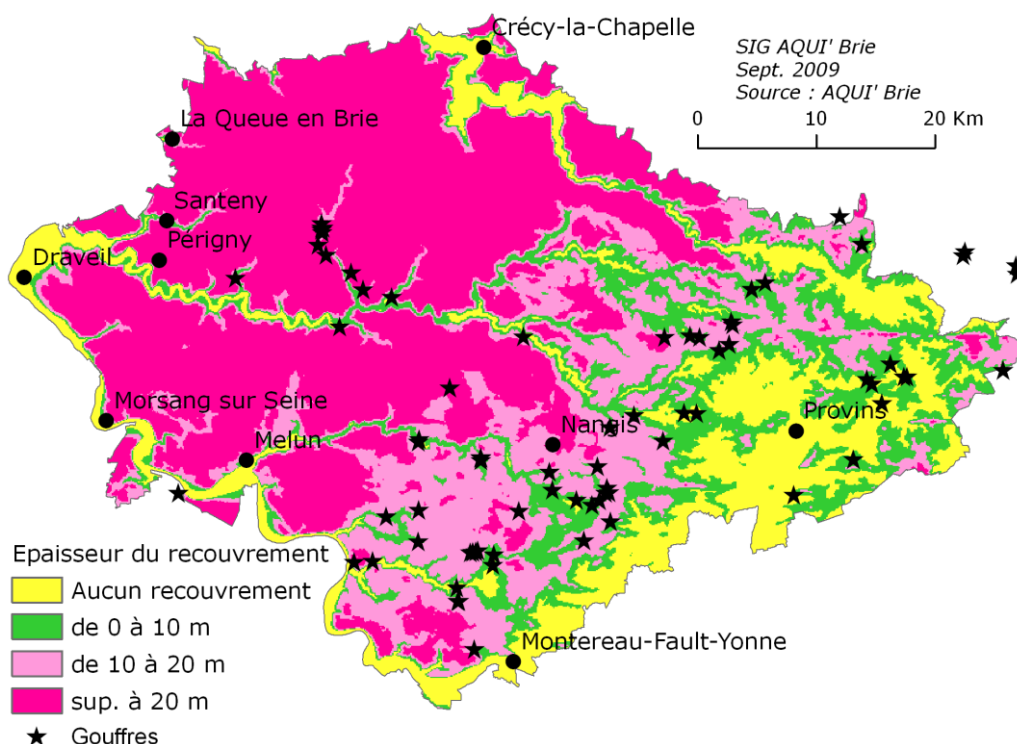 Crécy-la-Chapelle
SIG AQUI' Brie
Sept. 2009
Source : AQUI' Brie
0 10 20 Km
La Queue en Brie
Santeny
Périgny
Draveil
Morsang sur Seine
Melun
Nangis
Provins
Montereau-Fault-Yonne
Epaisseur du recouvrement
Aucun recouvrement
de 0 à 10 m
de 10 à 20 m
sup. à 20 m
Gouffres